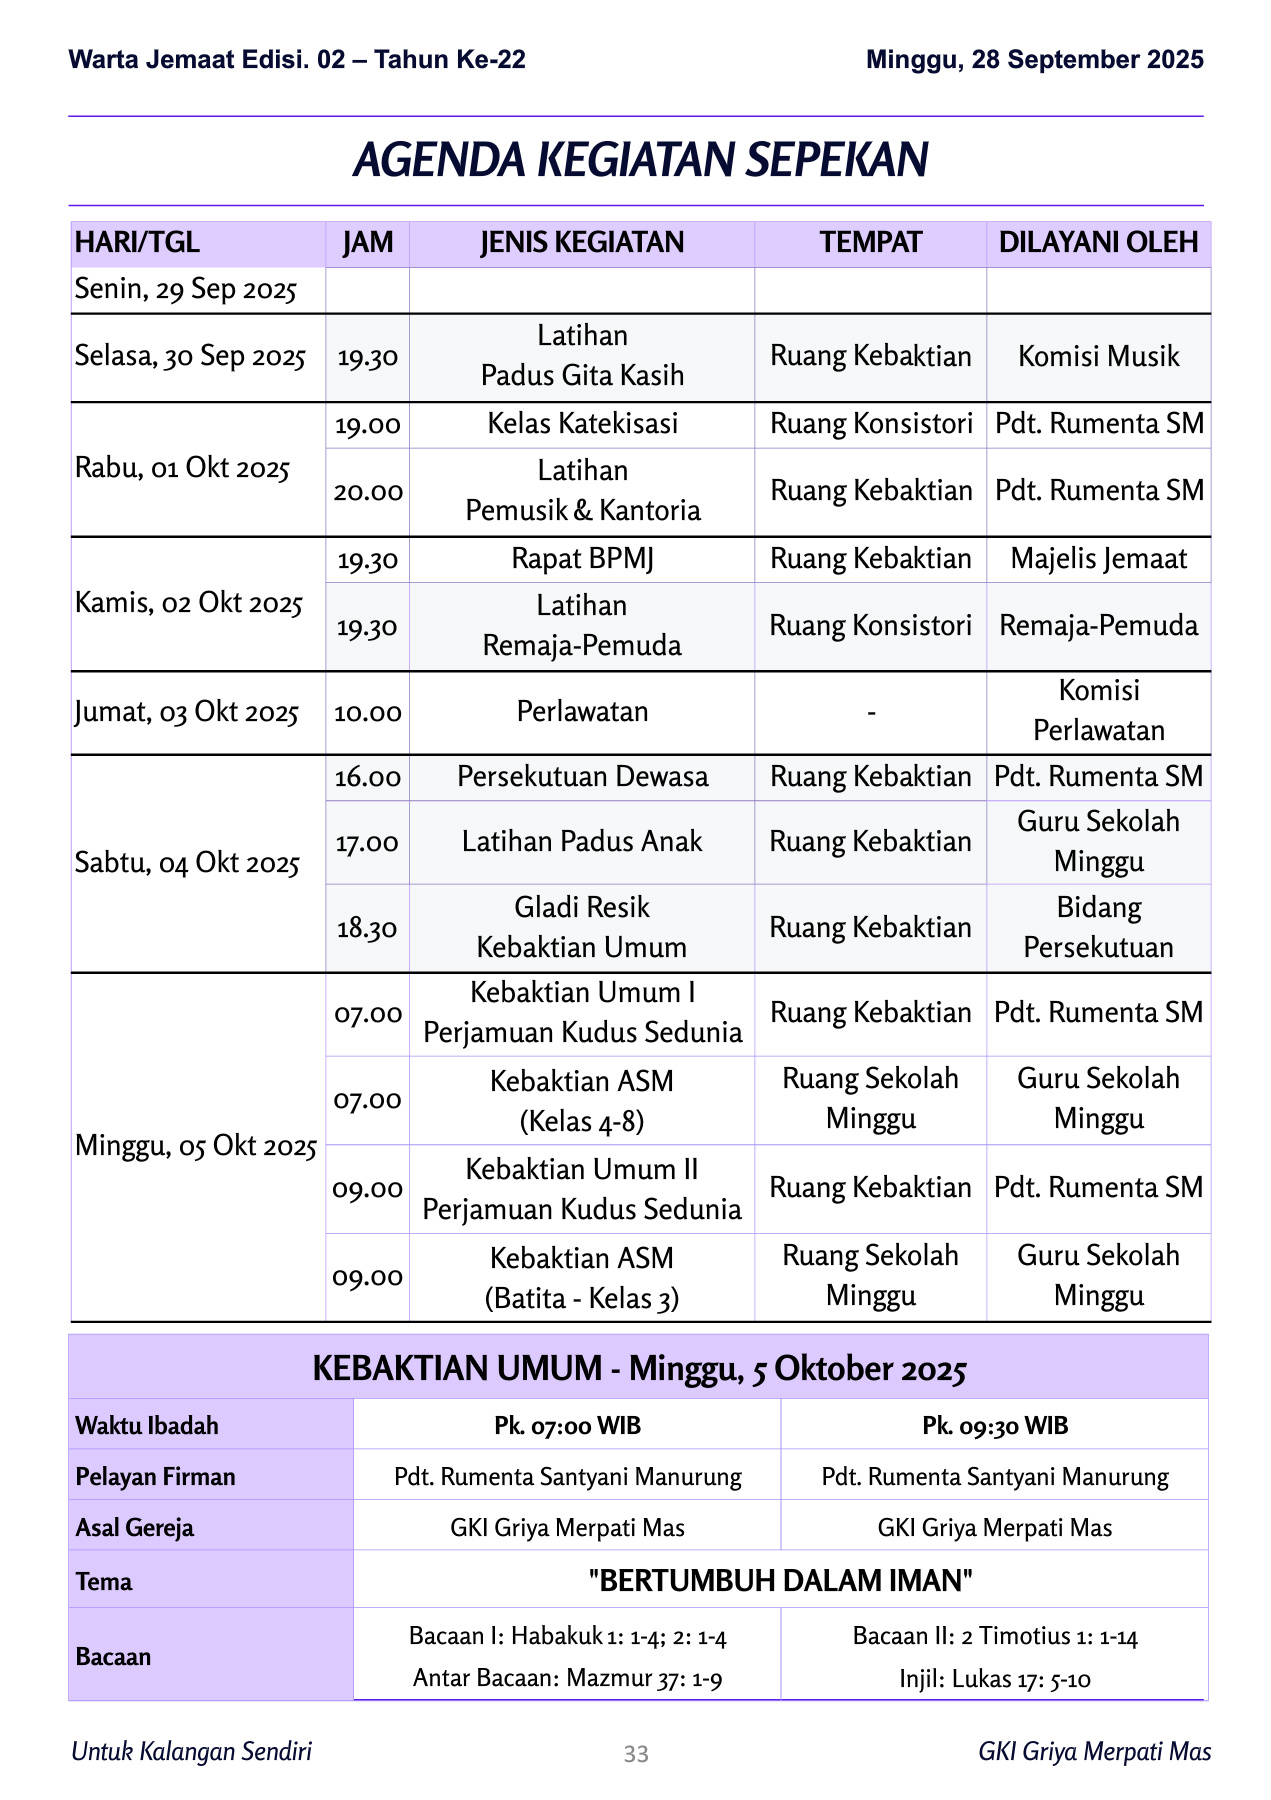 Warta Jemaat Edisi. 02 – Tahun Ke-22
Minggu, 28 September 2025
AGENDA KEGIATAN SEPEKAN
HARI/TGL JAM JENIS KEGIATAN TEMPAT DILAYANI OLEH
Senin, 29 Sep 2025
Selasa, 30 Sep 2025
19.30
Latihan
Padus Gita Kasih
Ruang Kebaktian
Komisi Musik
Rabu, 01 Okt 2025
19.00
Kelas Katekisasi
Ruang Konsistori
Pdt. Rumenta SM
20.00
Latihan
Pemusik & Kantoria
Ruang Kebaktian
Pdt. Rumenta SM
Kamis, 02 Okt 2025
19.30
Rapat BPMJ
Ruang Kebaktian
Majelis Jemaat
19.30
Latihan
Remaja-Pemuda
Ruang Konsistori
Remaja-Pemuda
Jumat, 03 Okt 2025
10.00
Perlawatan
-
Komisi
Perlawatan
Sabtu, 04 Okt 2025
16.00
Persekutuan Dewasa
Ruang Kebaktian
Pdt. Rumenta SM
17.00
Latihan Padus Anak
Ruang Kebaktian
Guru Sekolah
Minggu
18.30
Gladi Resik
Kebaktian Umum
Ruang Kebaktian
Bidang
Persekutuan
Minggu, 05 Okt 2025
07.00
Kebaktian Umum I
Perjamuan Kudus Sedunia
Ruang Kebaktian
Pdt. Rumenta SM
07.00
Kebaktian ASM
(Kelas 4-8)
Ruang Sekolah
Minggu
Guru Sekolah
Minggu
09.00
Kebaktian Umum II
Perjamuan Kudus Sedunia
Ruang Kebaktian
Pdt. Rumenta SM
09.00
Kebaktian ASM
(Batita - Kelas 3)
Ruang Sekolah
Minggu
Guru Sekolah
Minggu
KEBAKTIAN UMUM - Minggu, 5 Oktober 2025
Waktu Ibadah
Pk. 07:00 WIB
Pk. 09:30 WIB
Pelayan Firman
Pdt. Rumenta Santyani Manurung
Pdt. Rumenta Santyani Manurung
Asal Gereja
GKI Griya Merpati Mas
GKI Griya Merpati Mas
Tema
"BERTUMBUH DALAM IMAN"
Bacaan
Bacaan I: Habakuk 1: 1-4; 2: 1-4
Antar Bacaan: Mazmur 37: 1-9
Bacaan II: 2 Timotius 1: 1-14
Injil: Lukas 17: 5-10
Untuk Kalangan Sendiri
33
GKI Griya Merpati Mas